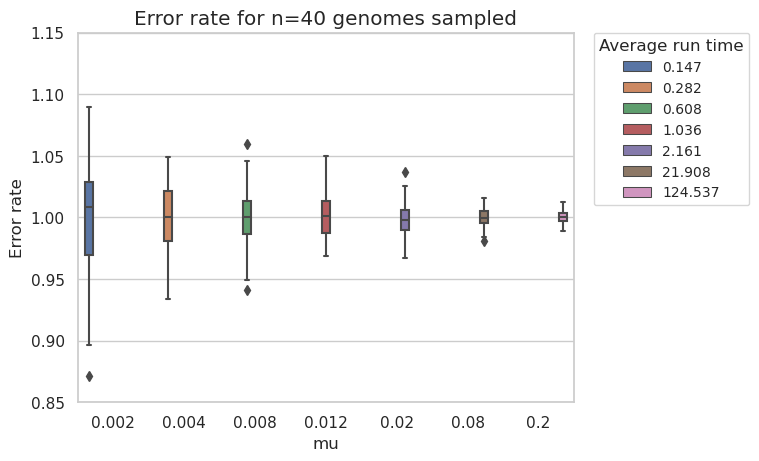 Error rate for n=40 genomes sampled
1.15
1.10
1.05
1.00
0.95
0.90
0.85
Error rate
0.002 0.004 0.008 0.012 0.02 0.08 0.2
mu
Average run time
0.147
0.282
0.608
1.036
2.161
21.908
124.537